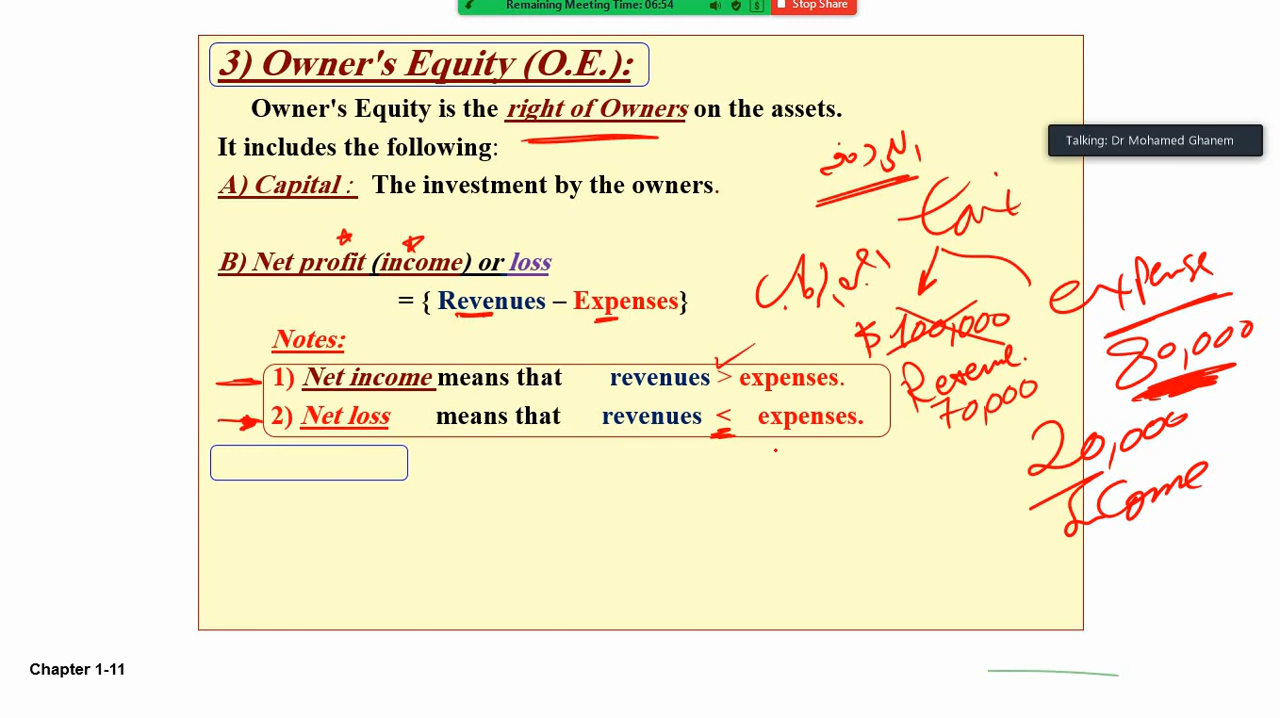 Remaining Meeting Time: 06:54
Stop Share
3) Owner's Equity (O.E.):
Owner's Equity is the right of Owners on the assets.
Talking: Dr Mohamed Ghanem
It includes the following:
A) Capital : The investment by the owners.
B) Net profit (income) or loss
= { Revenues – Expenses}
Notes:
1) Net income means that revenues > expenses.
2) Net loss means that revenues < expenses.
expense
80,000
$ 100,000
Revenue.
70,000
20,000
Icome
Chapter 1-11